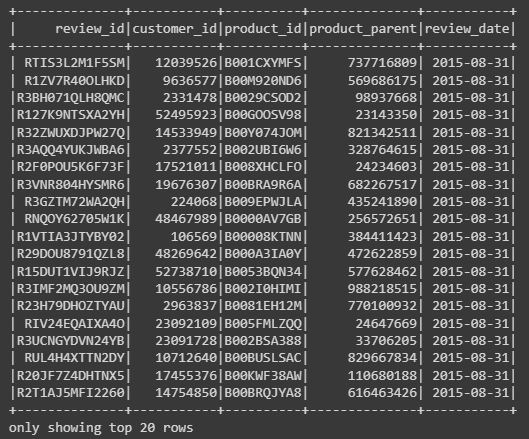 +--------------+-----------+----------+--------------+-----------+
|     review_id|customer_id|product_id|product_parent|review_date|
+--------------+-----------+----------+--------------+-----------+
| RTIS3L2M1F5SM|   12039526|B001CXYMFS|     737716809| 2015-08-31|
| R1ZV7R40OLHKD|    9636577|B00M920ND6|     569686175| 2015-08-31|
|R3BH071QLH8QMC|    2331478|B0029CSOD2|      98937668| 2015-08-31|
|R127K9NTSXA2YH|   52495923|B00GOOSV98|      23143350| 2015-08-31|
|R32ZWUXDJPW27Q|   14533949|B00Y074JOM|     821342511| 2015-08-31|
|R3AQQ4YUKJWBA6|    2377552|B002UBI6W6|     328764615| 2015-08-31|
|R2F0POU5K6F73F|   17521011|B008XHCLFO|      24234603| 2015-08-31|
|R3VNR804HYSMR6|   19676307|B00BRA9R6A|     682267517| 2015-08-31|
| R3GZTM72WA2QH|     224068|B009EPWJLA|     435241890| 2015-08-31|
| RNQOY62705W1K|   48467989|B0000AV7GB|     256572651| 2015-08-31|
|R1VTIA3JTYBY02|     106569|B00008KTNN|     384411423| 2015-08-31|
|R29DOU8791QZL8|   48269642|B000A3IA0Y|     472622859| 2015-08-31|
|R15DUT1VIJ9RJZ|   52738710|B0053BQN34|     577628462| 2015-08-31|
|R3IMF2MQ3OU9ZM|   10556786|B002I0HIMI|     988218515| 2015-08-31|
|R23H79DHOZTYAU|    2963837|B0081EH12M|     770100932| 2015-08-31|
| RIV24EQAIXA4O|   23092109|B005FMLZQQ|      24647669| 2015-08-31|
|R3UCNGYDVN24YB|   23091728|B002BSA388|      33706205| 2015-08-31|
| RUL4H4XTTN2DY|   10712640|B00BUSLSAC|     829667834| 2015-08-31|
|R20JF7Z4DHTNX5|   17455376|B00KWF38AW|     110680188| 2015-08-31|
|R2T1AJ5MFI2260|   14754850|B00BRQJYA8|     616463426| 2015-08-31|
+--------------+-----------+----------+--------------+-----------+
only showing top 20 rows